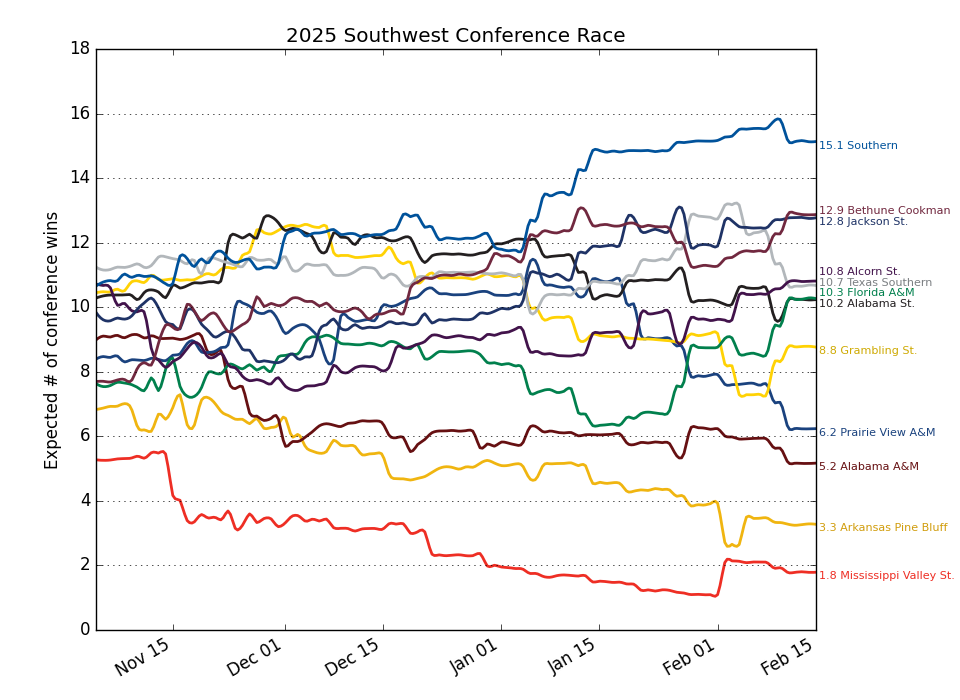 2025 Southwest Conference Race
Expected # of conference wins
18
16
14
12
10
8
6
4
2
0
Nov 15
Dec 01
Dec 15
Jan 01
Jan 15
Feb 01
Feb 15
15.1 Southern
12.9 Bethune Cookman
12.8 Jackson St.
10.8 Alcorn St.
10.7 Texas Southern
10.3 Florida A&M
10.2 Alabama St.
8.8 Grambling St.
6.2 Prairie View A&M
5.2 Alabama A&M
3.3 Arkansas Pine Bluff
1.8 Mississippi Valley St.